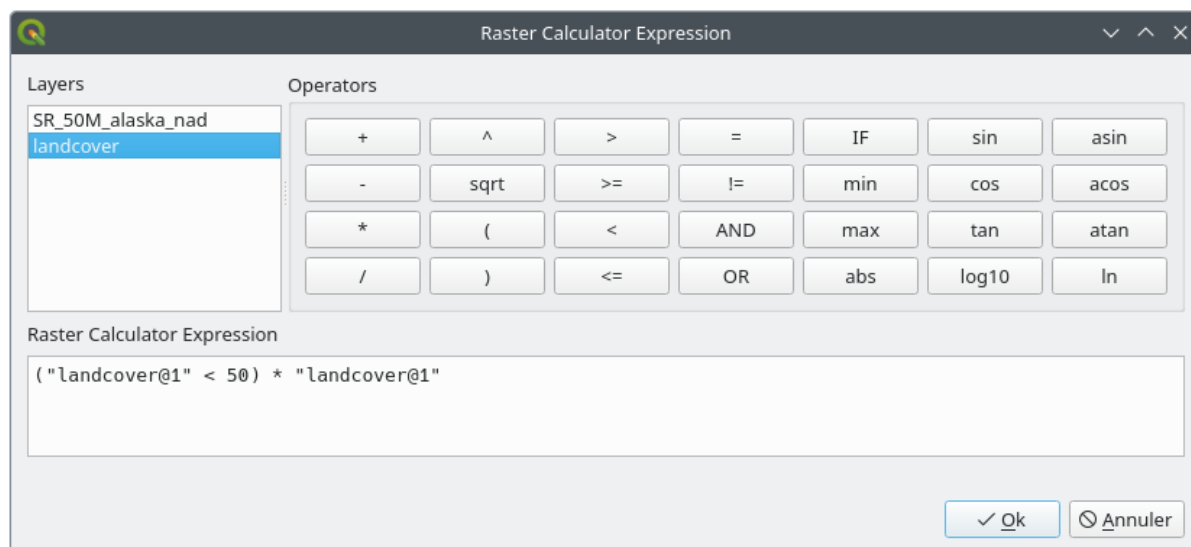 Raster Calculator Expression
Layers
Operators
SR_50M_alaska_nad
landcover
+ ^ > = IF sin asin
- sqrt >= != min cos acos
* ( < AND max tan atan
/ ) <= OR abs log10 ln
Raster Calculator Expression
("landcover@1" < 50) * "landcover@1"
Ok Annuler